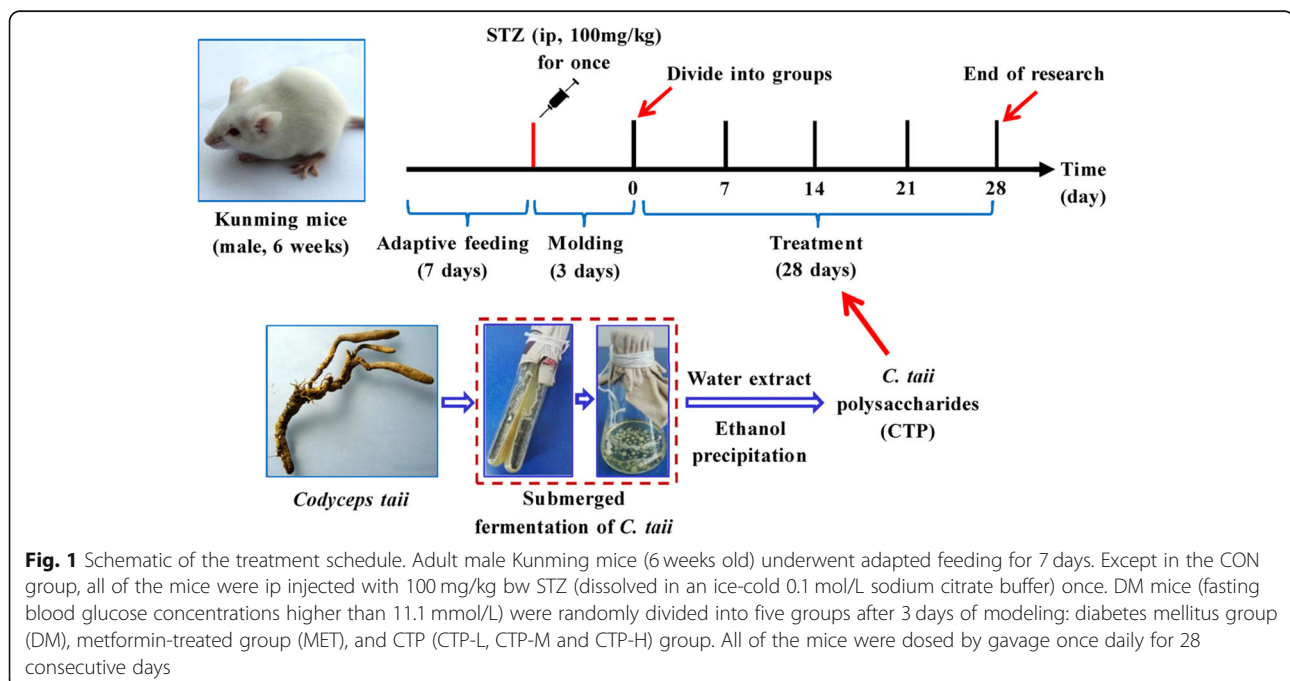 STZ (ip, 100mg/kg)
for once
Divide into groups
End of research
Time
(day)
0
7
14
21
28
Kunming mice
(male, 6 weeks)
Adaptive feeding
(7 days)
Molding
(3 days)
Treatment
(28 days)
Codyceps taii
Submerged
fermentation of C. taii
Water extract
Ethanol
precipitation
C. taii
polysaccharides
(CTP)
Fig. 1 Schematic of the treatment schedule. Adult male Kunming mice (6 weeks old) underwent adapted feeding for 7 days. Except in the CON
group, all of the mice were ip injected with 100 mg/kg bw STZ (dissolved in an ice-cold 0.1 mol/L sodium citrate buffer) once. DM mice (fasting
blood glucose concentrations higher than 11.1 mmol/L) were randomly divided into five groups after 3 days of modeling: diabetes mellitus group
(DM), metformin-treated group (MET), and CTP (CTP-L, CTP-M and CTP-H) group. All of the mice were dosed by gavage once daily for 28
consecutive days